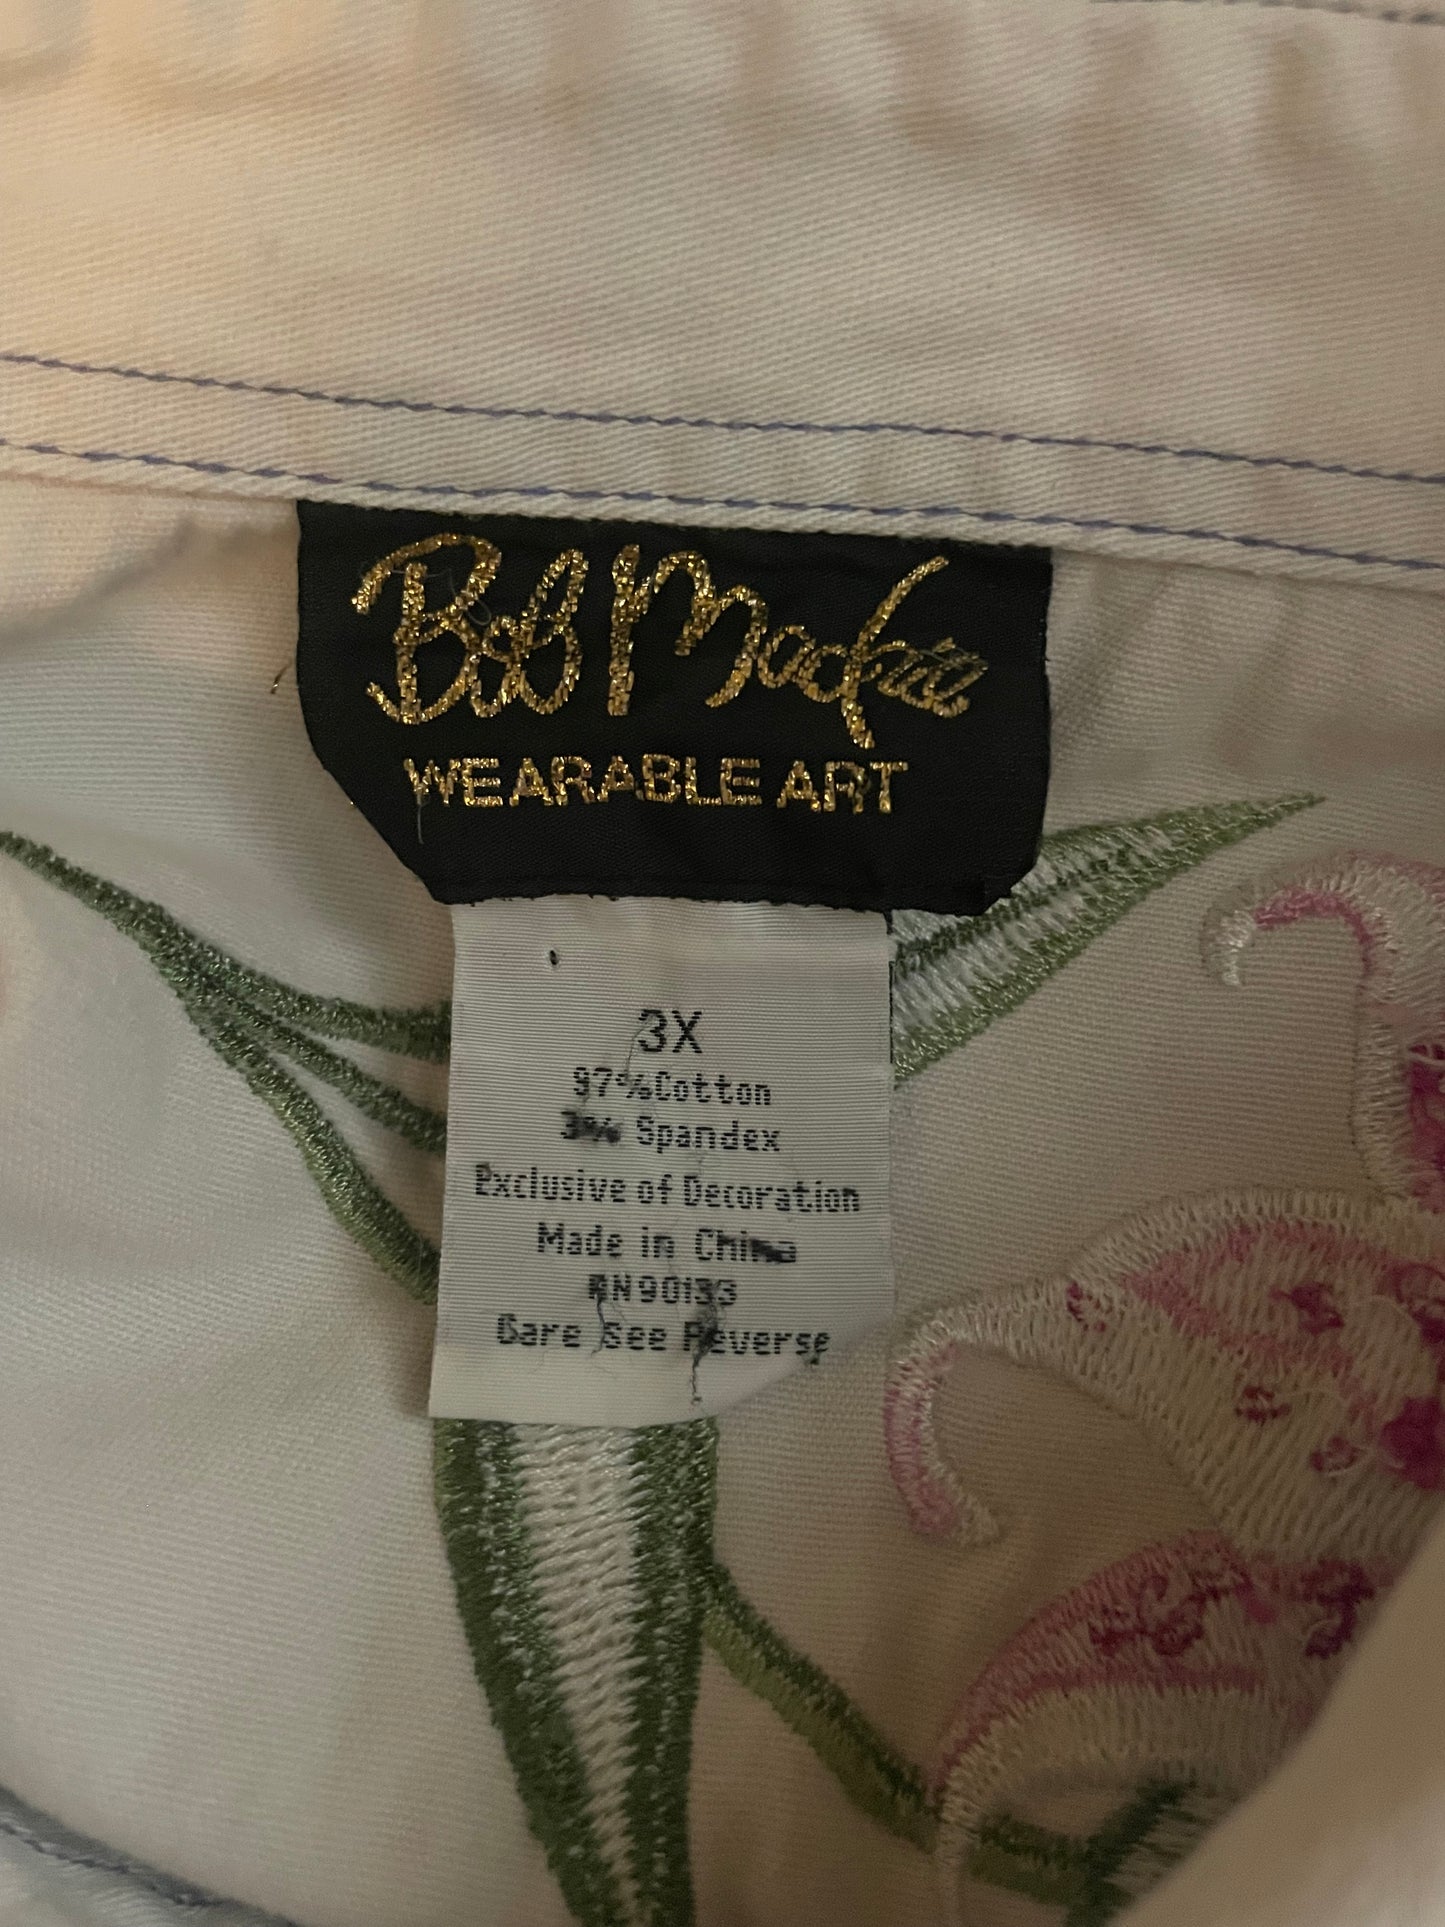 Bob Mackie
WEARABLE ART
3X
97% Cotton
3% Spandex
Exclusive of Decoration
Made in China
RN90133
Care See Reverse